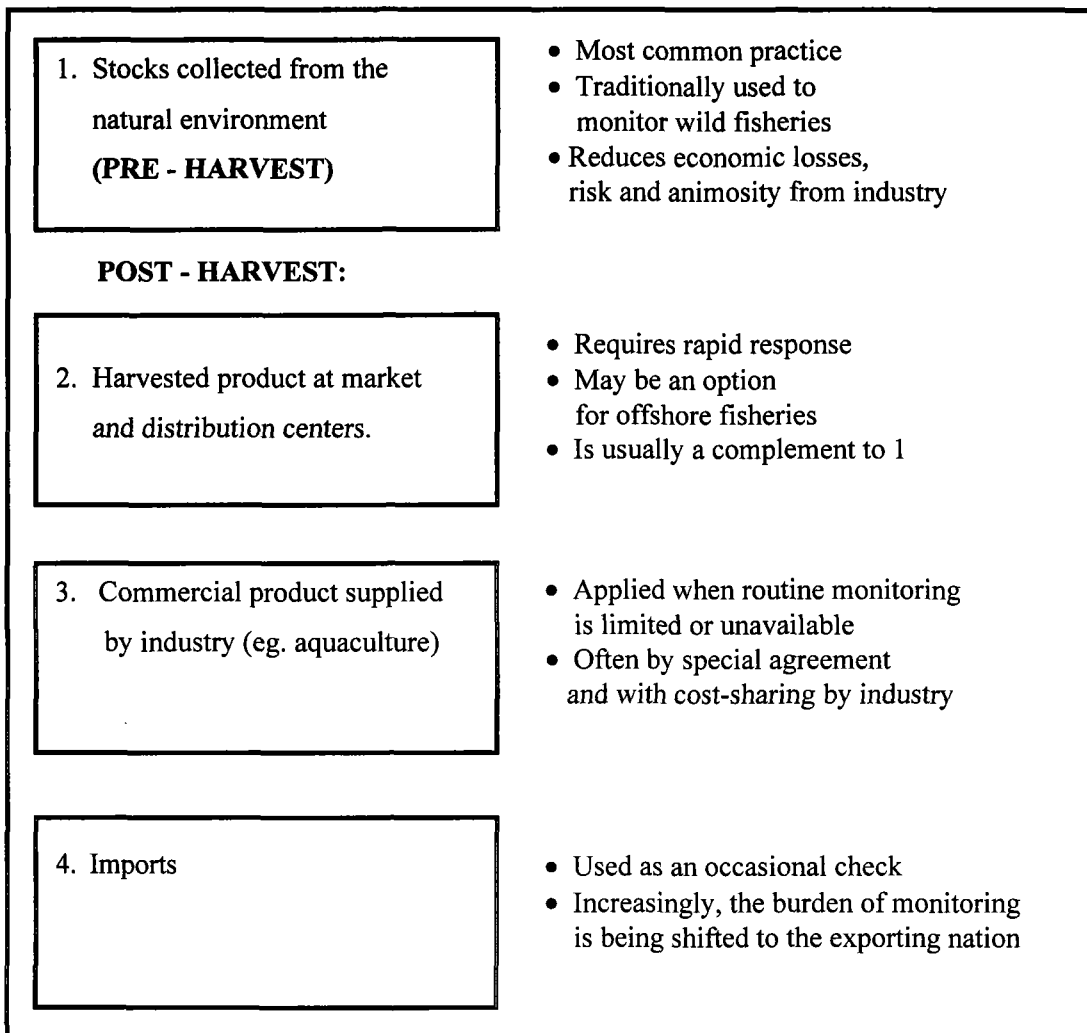 1. Stocks collected from the
natural environment
(PRE - HARVEST)
• Most common practice
• Traditionally used to
monitor wild fisheries
• Reduces economic losses,
risk and animosity from industry
POST - HARVEST:
2. Harvested product at market
and distribution centers.
• Requires rapid response
• May be an option
for offshore fisheries
• Is usually a complement to 1
3. Commercial product supplied
by industry (eg. aquaculture)
• Applied when routine monitoring
is limited or unavailable
• Often by special agreement
and with cost-sharing by industry
4. Imports
• Used as an occasional check
• Increasingly, the burden of monitoring
is being shifted to the exporting nation